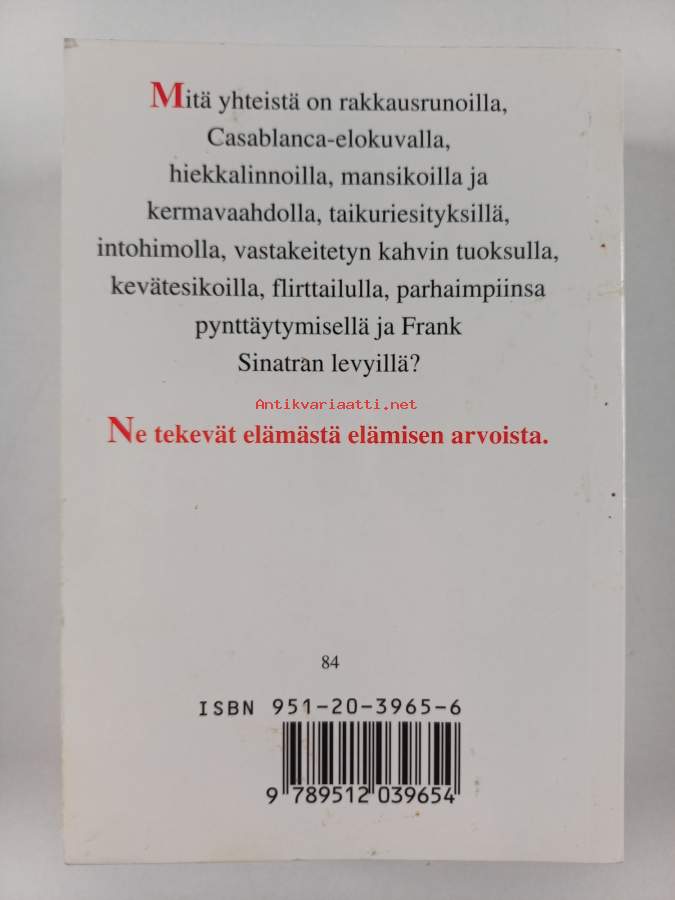 Mitä yhteistä on rakkausrunoilla,
Casablanca-elokuvalla,
hiekkalinnoilla, mansikoilla ja
kermavaahdolla, taikuriesityksillä,
intohimolla, vastakeitetyn kahvin tuoksulla,
kevätesikoilla, flirttailulla, parhaimpiinsa
pynttäytymisellä ja Frank
Sinatran levyillä?
Antikvariaatti.net
Ne tekevät elämästä elämisen arvoista.
84
ISBN 951-20-3965-6
9 789512 039654